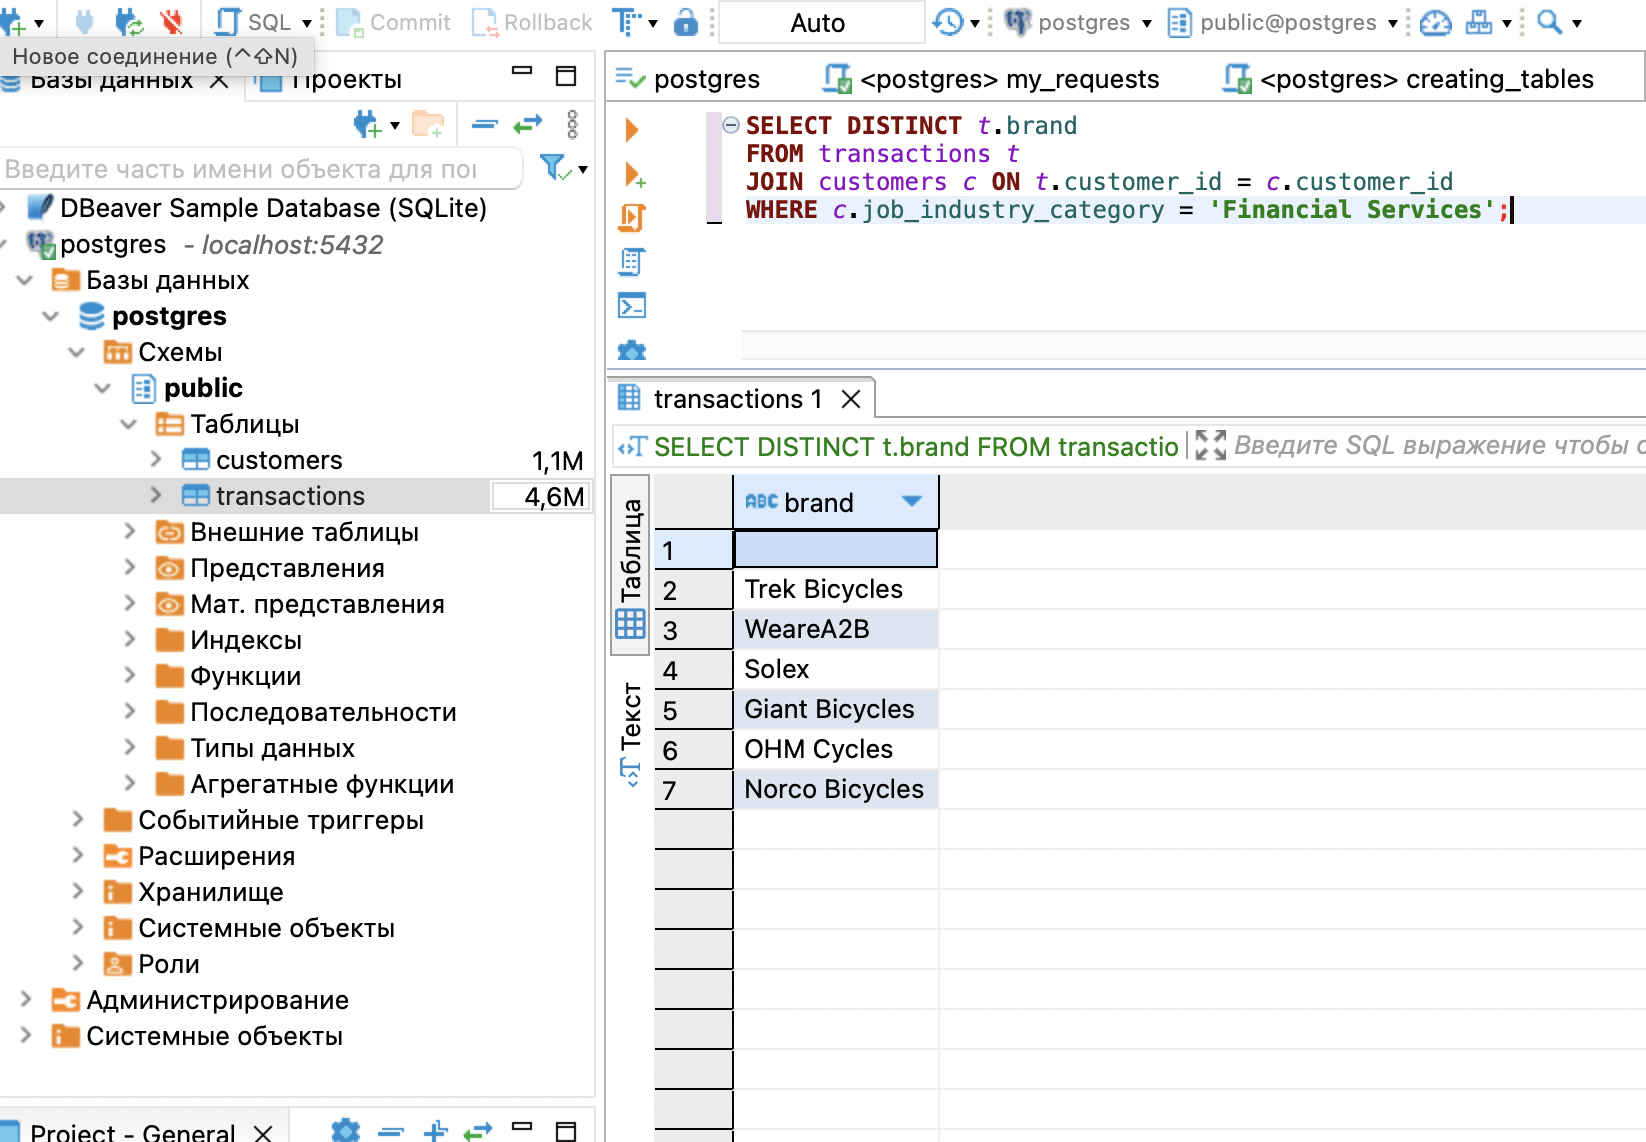 SQL
Commit
Rollback
Auto
postgres
public@postgres
Новое соединение (^⇧N)
Базы данных
Проекты
postgres
<postgres> my_requests
<postgres> creating_tables
Введите часть имени объекта для пои
DBeaver Sample Database (SQLite)
postgres - localhost:5432
Базы данных
postgres
Схемы
public
Таблицы
customers 1,1M
transactions 4,6M
Внешние таблицы
Представления
Мат. представления
Индексы
Функции
Последовательности
Типы данных
Агрегатные функции
Событийные триггеры
Расширения
Хранилище
Системные объекты
Роли
Администрирование
Системные объекты
Project - General
SELECT DISTINCT t.brand
FROM transactions t
JOIN customers c ON t.customer_id = c.customer_id
WHERE c.job_industry_category = 'Financial Services';
transactions 1
SELECT DISTINCT t.brand FROM transactio
Введите SQL выражение чтобы о
Таблица
Текст
ABC brand
1
2 Trek Bicycles
3 WeareA2B
4 Solex
5 Giant Bicycles
6 OHM Cycles
7 Norco Bicycles